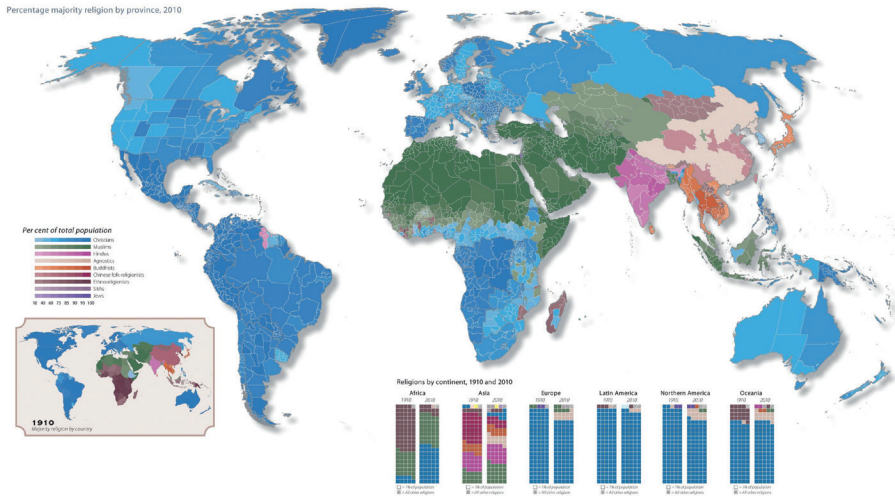 Percentage majority religion by province, 2010
Per cent of total population
Christians
Muslims
Hindus
Agnostics
Buddhists
Chinese folk-religionists
Ethnoreligionists
Sikhs
Jews
1910
Majority religion by country
Religions by continent, 1910 and 2010
Africa Asia Europe Latin America Northern America Oceania
1910 2010 1910 2010 1910 2010 1910 2010 1910 2010 1910 2010